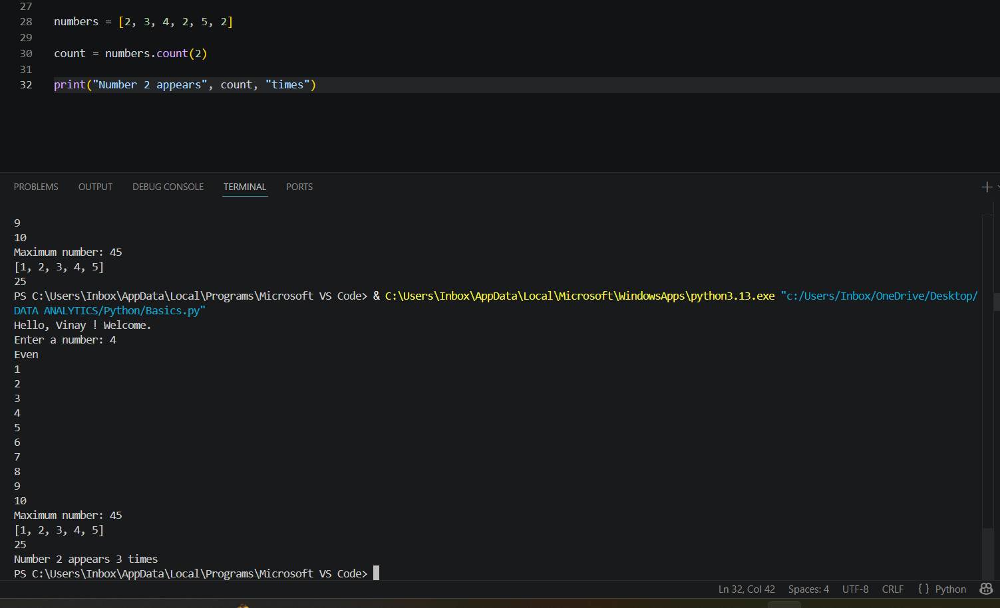 27
28 numbers = [2, 3, 4, 2, 5, 2]
29
30 count = numbers.count(2)
31
32 print("Number 2 appears", count, "times")
PROBLEMS OUTPUT DEBUG CONSOLE TERMINAL PORTS
9
10
Maximum number: 45
[1, 2, 3, 4, 5]
25
PS C:\Users\Inbox\AppData\Local\Programs\Microsoft VS Code> & C:\Users\Inbox\AppData\Local\Microsoft\WindowsApps\python3.13.exe "c:/Users/Inbox/OneDrive/Desktop/
DATA ANALYTICS/Python/Basics.py"
Hello, Vinay ! Welcome.
Enter a number: 4
Even
1
2
3
4
5
6
7
8
9
10
Maximum number: 45
[1, 2, 3, 4, 5]
25
Number 2 appears 3 times
PS C:\Users\Inbox\AppData\Local\Programs\Microsoft VS Code>
Ln 32, Col 42 Spaces: 4 UTF-8 CRLF {} Python